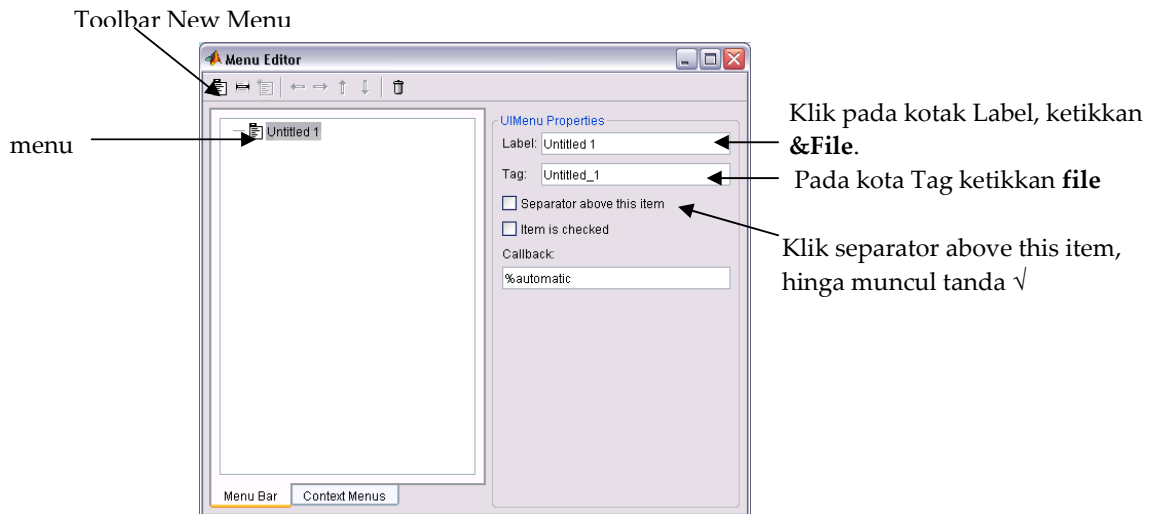 Toolbar New Menu
Menu Editor
menu
Untitled 1
UIMenu Properties
Label: Untitled 1
Tag: Untitled_1
Separator above this item
Item is checked
Callback:
%automatic
Menu Bar
Context Menus
Klik pada kotak Label, ketikkan
&File.
Pada kota Tag ketikkan file
Klik separator above this item,
hinga muncul tanda √